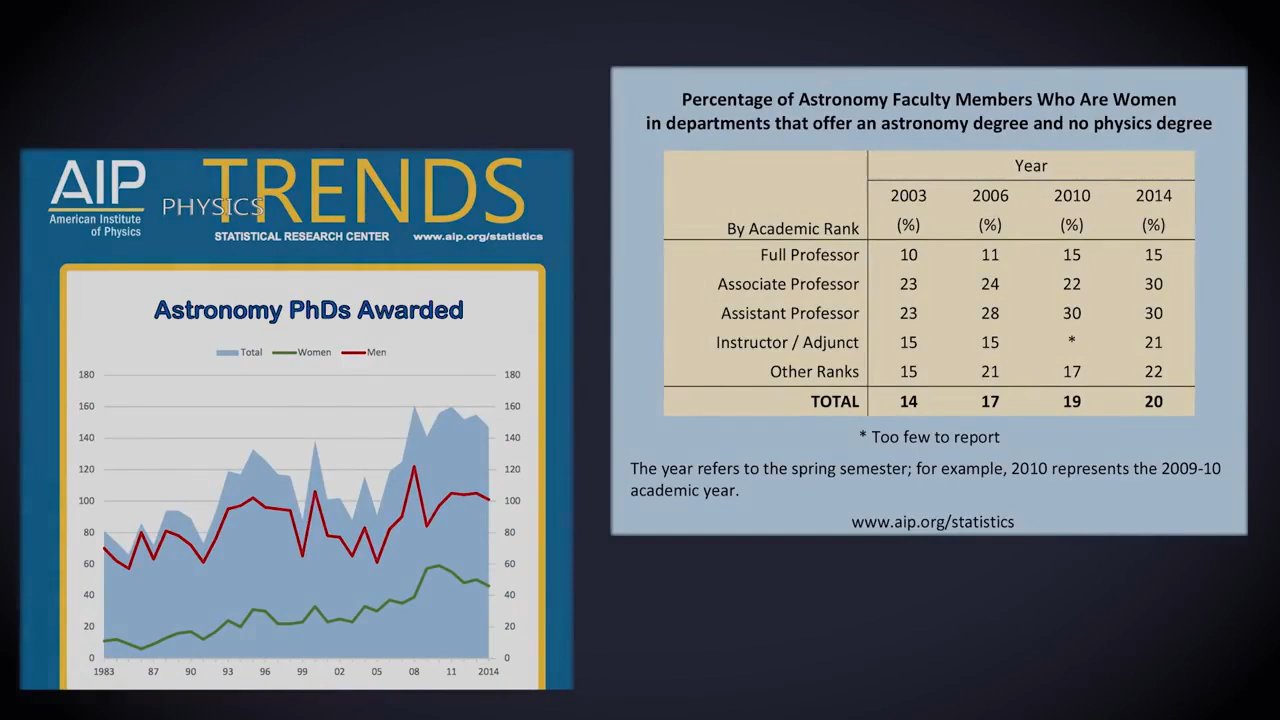 AIP
American Institute
of Physics
PHYSICS
TRENDS
STATISTICAL RESEARCH CENTER www.aip.org/statistics
Astronomy PhDs Awarded
Total Women Men
180 180
160 160
140 140
120 120
100 100
80 80
60 60
40 40
20 20
0 0
1983 87 90 93 96 99 02 05 08 11 2014
Percentage of Astronomy Faculty Members Who Are Women
in departments that offer an astronomy degree and no physics degree
Year
2003 2006 2010 2014
By Academic Rank (%) (%) (%) (%)
Full Professor 10 11 15 15
Associate Professor 23 24 22 30
Assistant Professor 23 28 30 30
Instructor / Adjunct 15 15 * 21
Other Ranks 15 21 17 22
TOTAL 14 17 19 20
* Too few to report
The year refers to the spring semester; for example, 2010 represents the 2009-10
academic year.
www.aip.org/statistics